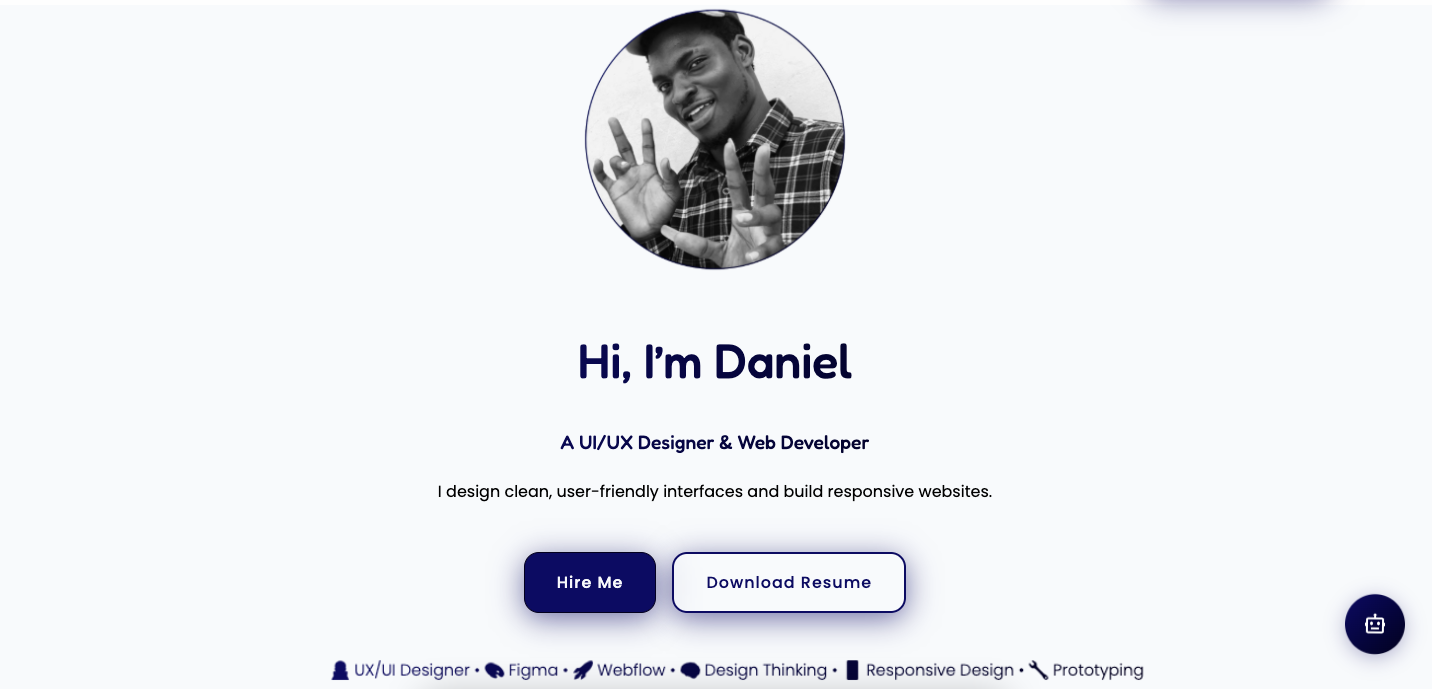 Hi, I'm Daniel
A UI/UX Designer & Web Developer
I design clean, user-friendly interfaces and build responsive websites.
Hire Me
Download Resume
UX/UI Designer • Figma • Webflow • Design Thinking • Responsive Design • Prototyping